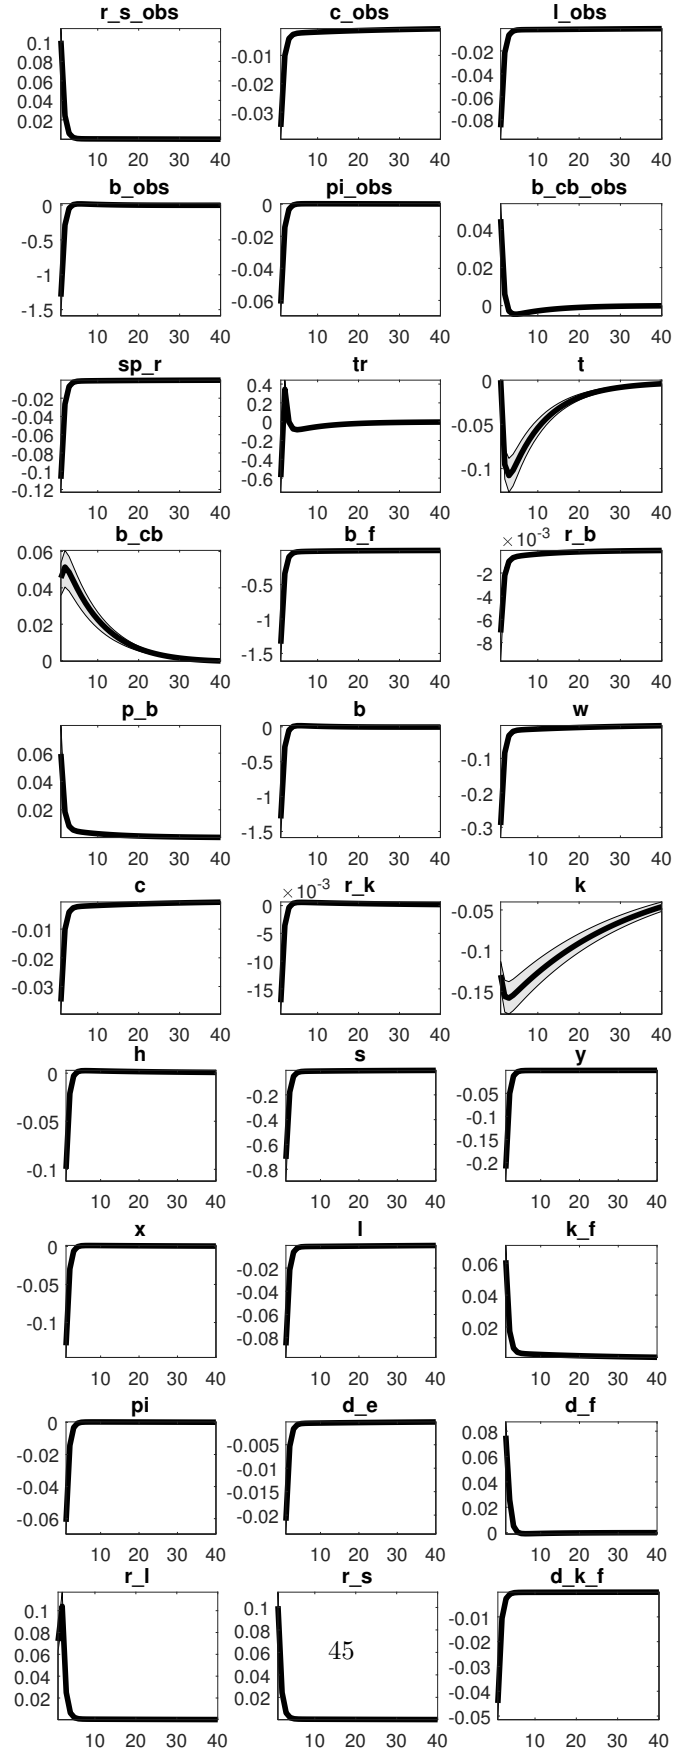 r_s_obs c_obs l_obs
0.1 0.08 0.06 0.04 0.02
-0.01 -0.02 -0.03
-0.02 -0.04 -0.06 -0.08
10 20 30 40 10 20 30 40 10 20 30 40
b_obs pi_obs b_cb_obs
0 -0.5 -1 -1.5
0 -0.02 -0.04 -0.06
0.04 0.02 0
10 20 30 40 10 20 30 40 10 20 30 40
sp_r tr t
-0.02 -0.04 -0.06 -0.08 -0.1 -0.12
0.4 0.2 0 -0.2 -0.4 -0.6
0 -0.05 -0.1
10 20 30 40 10 20 30 40 10 20 30 40
b_cb b_f ×10-3 r_b
0.06 0.04 0.02 0
-0.5 -1 -1.5
-2 -4 -6 -8
10 20 30 40 10 20 30 40 10 20 30 40
p_b b w
0.06 0.04 0.02
0 -0.5 -1 -1.5
-0.1 -0.2 -0.3
10 20 30 40 10 20 30 40 10 20 30 40
c ×10-3 r_k k
-0.01 -0.02 -0.03
0 -5 -10 -15
-0.05 -0.1 -0.15
10 20 30 40 10 20 30 40 10 20 30 40
h s y
0 -0.05 -0.1
-0.2 -0.4 -0.6 -0.8
-0.05 -0.1 -0.15 -0.2
10 20 30 40 10 20 30 40 10 20 30 40
x l k_f
0 -0.05 -0.1
-0.02 -0.04 -0.06 -0.08
0.06 0.04 0.02
10 20 30 40 10 20 30 40 10 20 30 40
pi d_e d_f
0 -0.02 -0.04 -0.06
-0.005 -0.01 -0.015 -0.02
0.08 0.06 0.04 0.02 0
10 20 30 40 10 20 30 40 10 20 30 40
r_l r_s d_k_f
0.1 0.08 0.06 0.04 0.02
0.1 0.08 0.06 0.04 0.02
-0.01 -0.02 -0.03 -0.04 -0.05
45
10 20 30 40 10 20 30 40 10 20 30 40